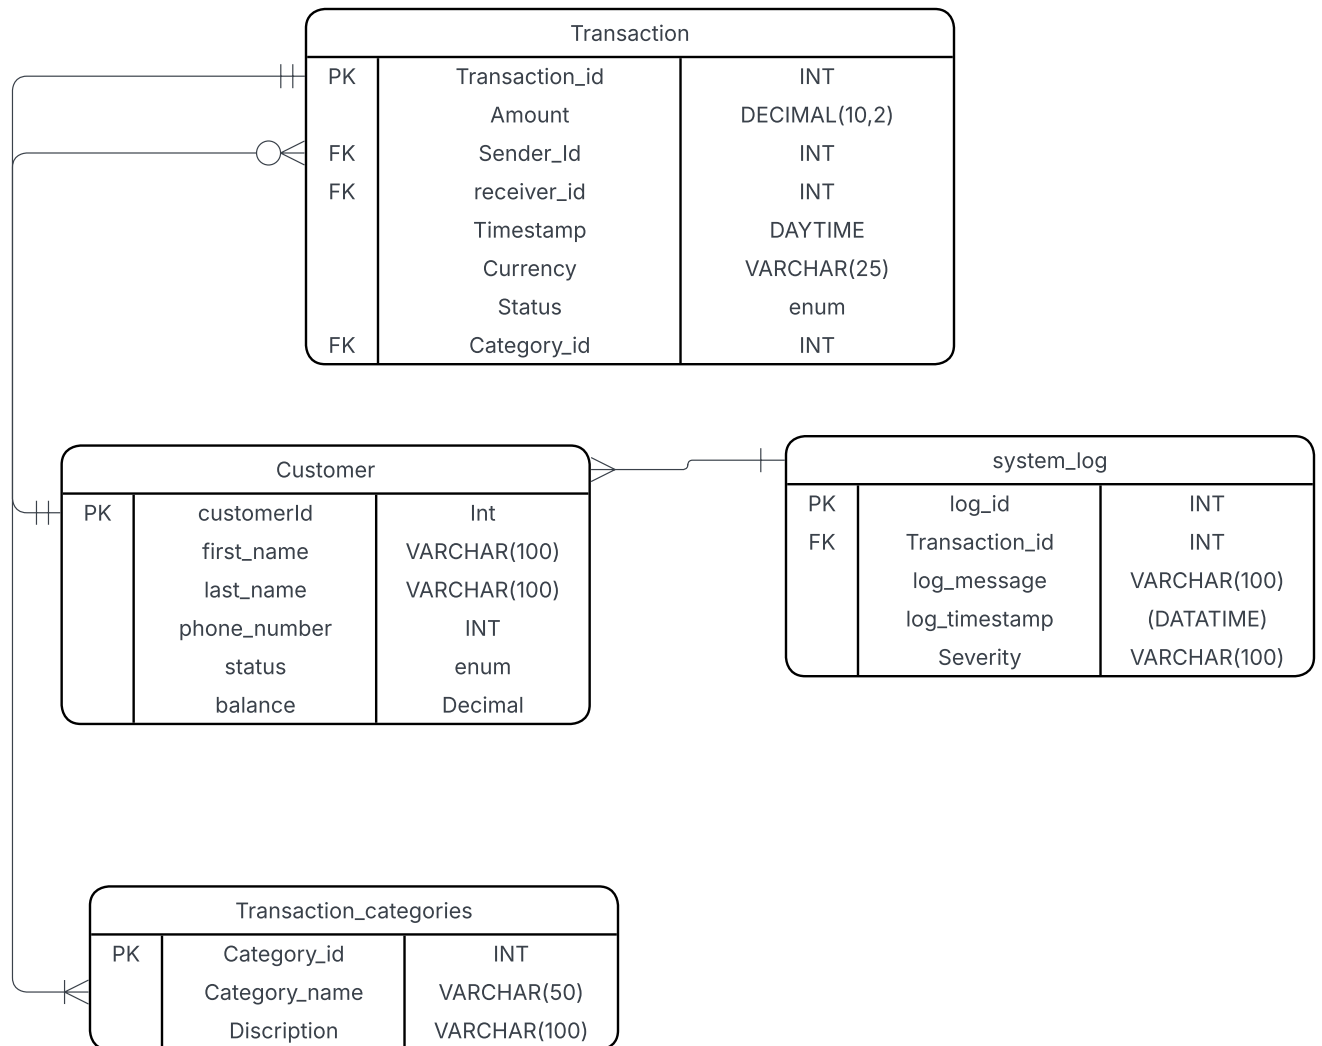 Transaction
PK Transaction_id INT
Amount DECIMAL(10,2)
FK Sender_Id INT
FK receiver_id INT
Timestamp DAYTIME
Currency VARCHAR(25)
Status enum
FK Category_id INT
Customer
PK customerId Int
first_name VARCHAR(100)
last_name VARCHAR(100)
phone_number INT
status enum
balance Decimal
system_log
PK log_id INT
FK Transaction_id INT
log_message VARCHAR(100)
log_timestamp (DATATIME)
Severity VARCHAR(100)
Transaction_categories
PK Category_id INT
Category_name VARCHAR(50)
Discription VARCHAR(100)